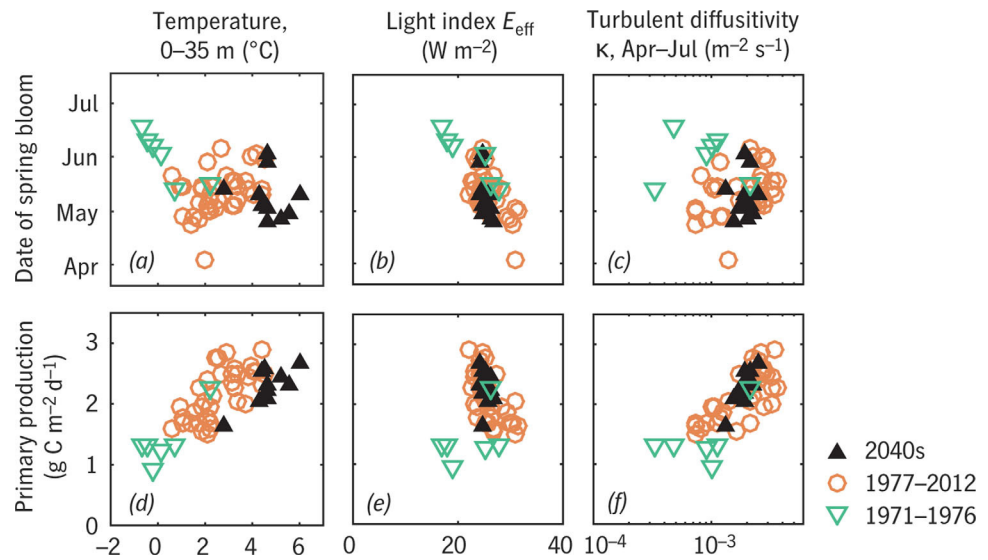 Temperature,
0–35 m (°C)
Light index Eeff
(W m–2)
Turbulent diffusitivity
κ, Apr–Jul (m–2 s–1)
Date of spring bloom
Jul
Jun
May
Apr
(a)
(b)
(c)
Primary production
(g C m–2 d–1)
3
2
1
0
(d)
(e)
(f)
–2 0 2 4 6
0 20 40
10–4 10–3
2040s
1977–2012
1971–1976